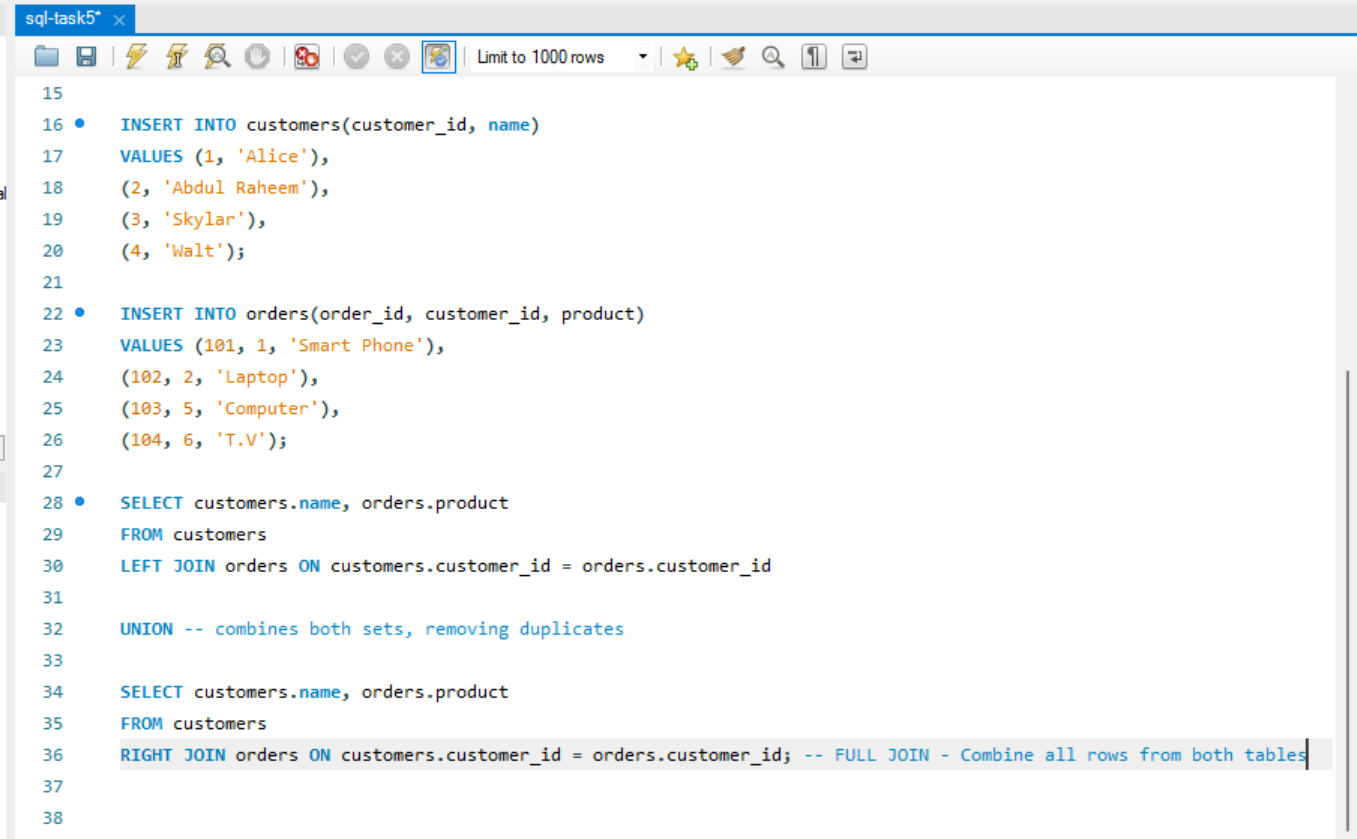 sql-task5*
Limit to 1000 rows
15
16 INSERT INTO customers(customer_id, name)
17 VALUES (1, 'Alice'),
18 (2, 'Abdul Raheem'),
19 (3, 'Skylar'),
20 (4, 'Walt');
21
22 INSERT INTO orders(order_id, customer_id, product)
23 VALUES (101, 1, 'Smart Phone'),
24 (102, 2, 'Laptop'),
25 (103, 5, 'Computer'),
26 (104, 6, 'T.V');
27
28 SELECT customers.name, orders.product
29 FROM customers
30 LEFT JOIN orders ON customers.customer_id = orders.customer_id
31
32 UNION -- combines both sets, removing duplicates
33
34 SELECT customers.name, orders.product
35 FROM customers
36 RIGHT JOIN orders ON customers.customer_id = orders.customer_id; -- FULL JOIN - Combine all rows from both tables
37
38